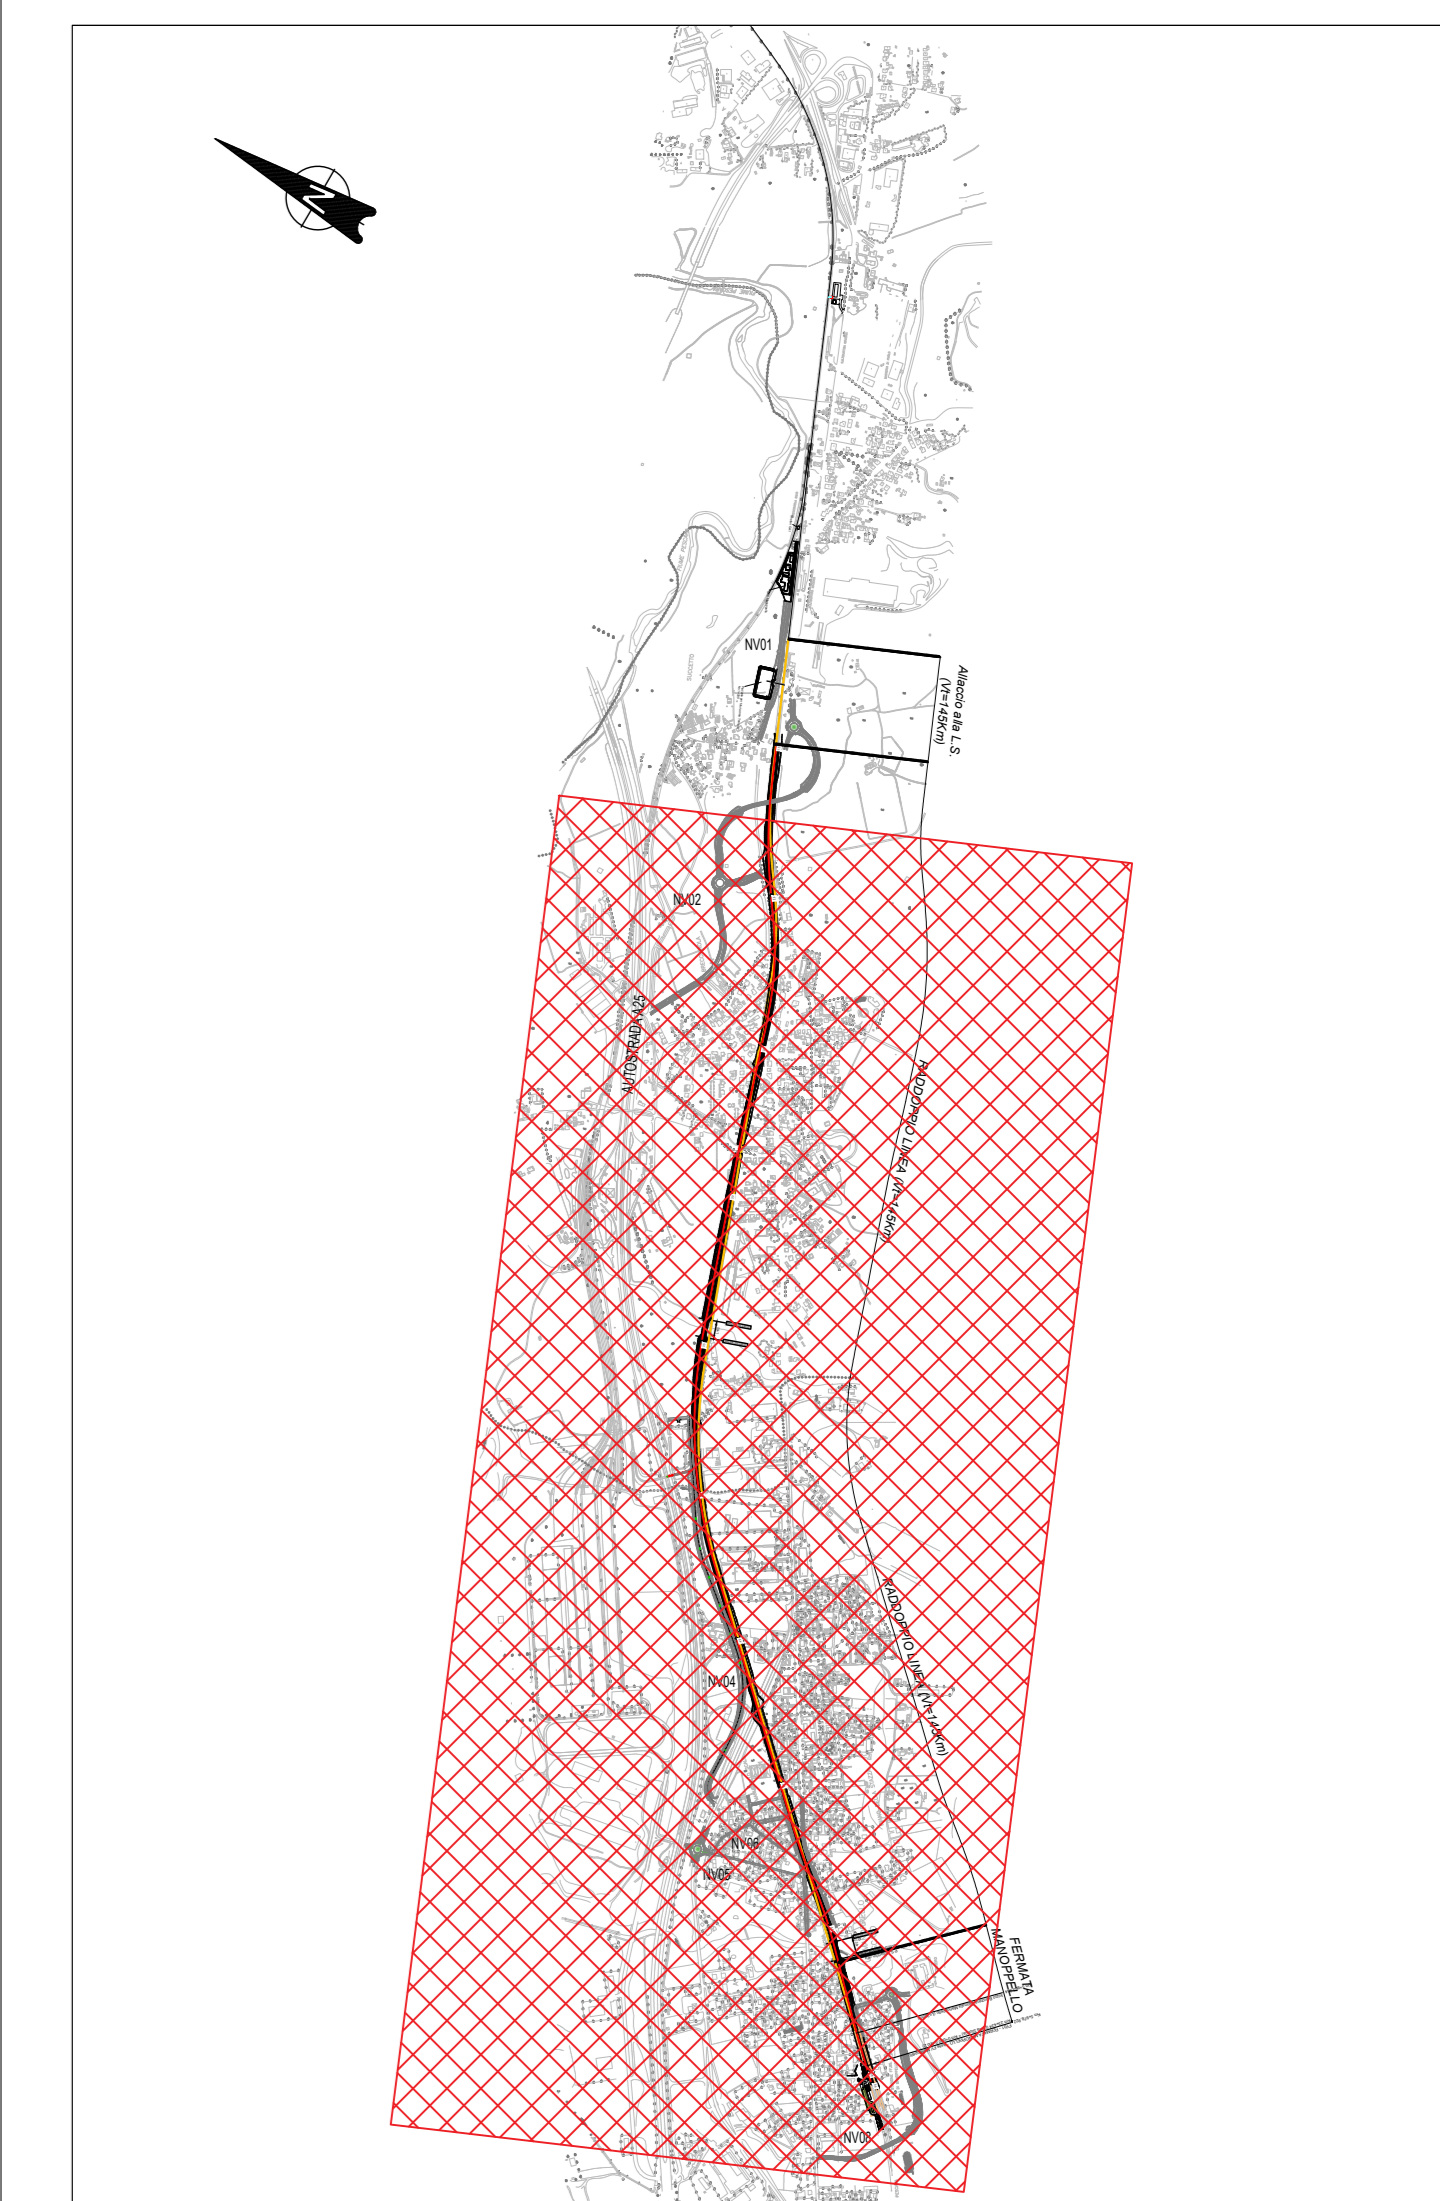 N
NV01
SUCCETTO
Allaccio alla L.S.
(Vt=145Km)
NV02
AUTOSTRADA A25
RADDOPPIO LINEA (Vt=145Km)
RADDOPPIO LINEA (Vt=145Km)
NV04
NV06
NV05
FERMATA
MANOPPELLO
NV08